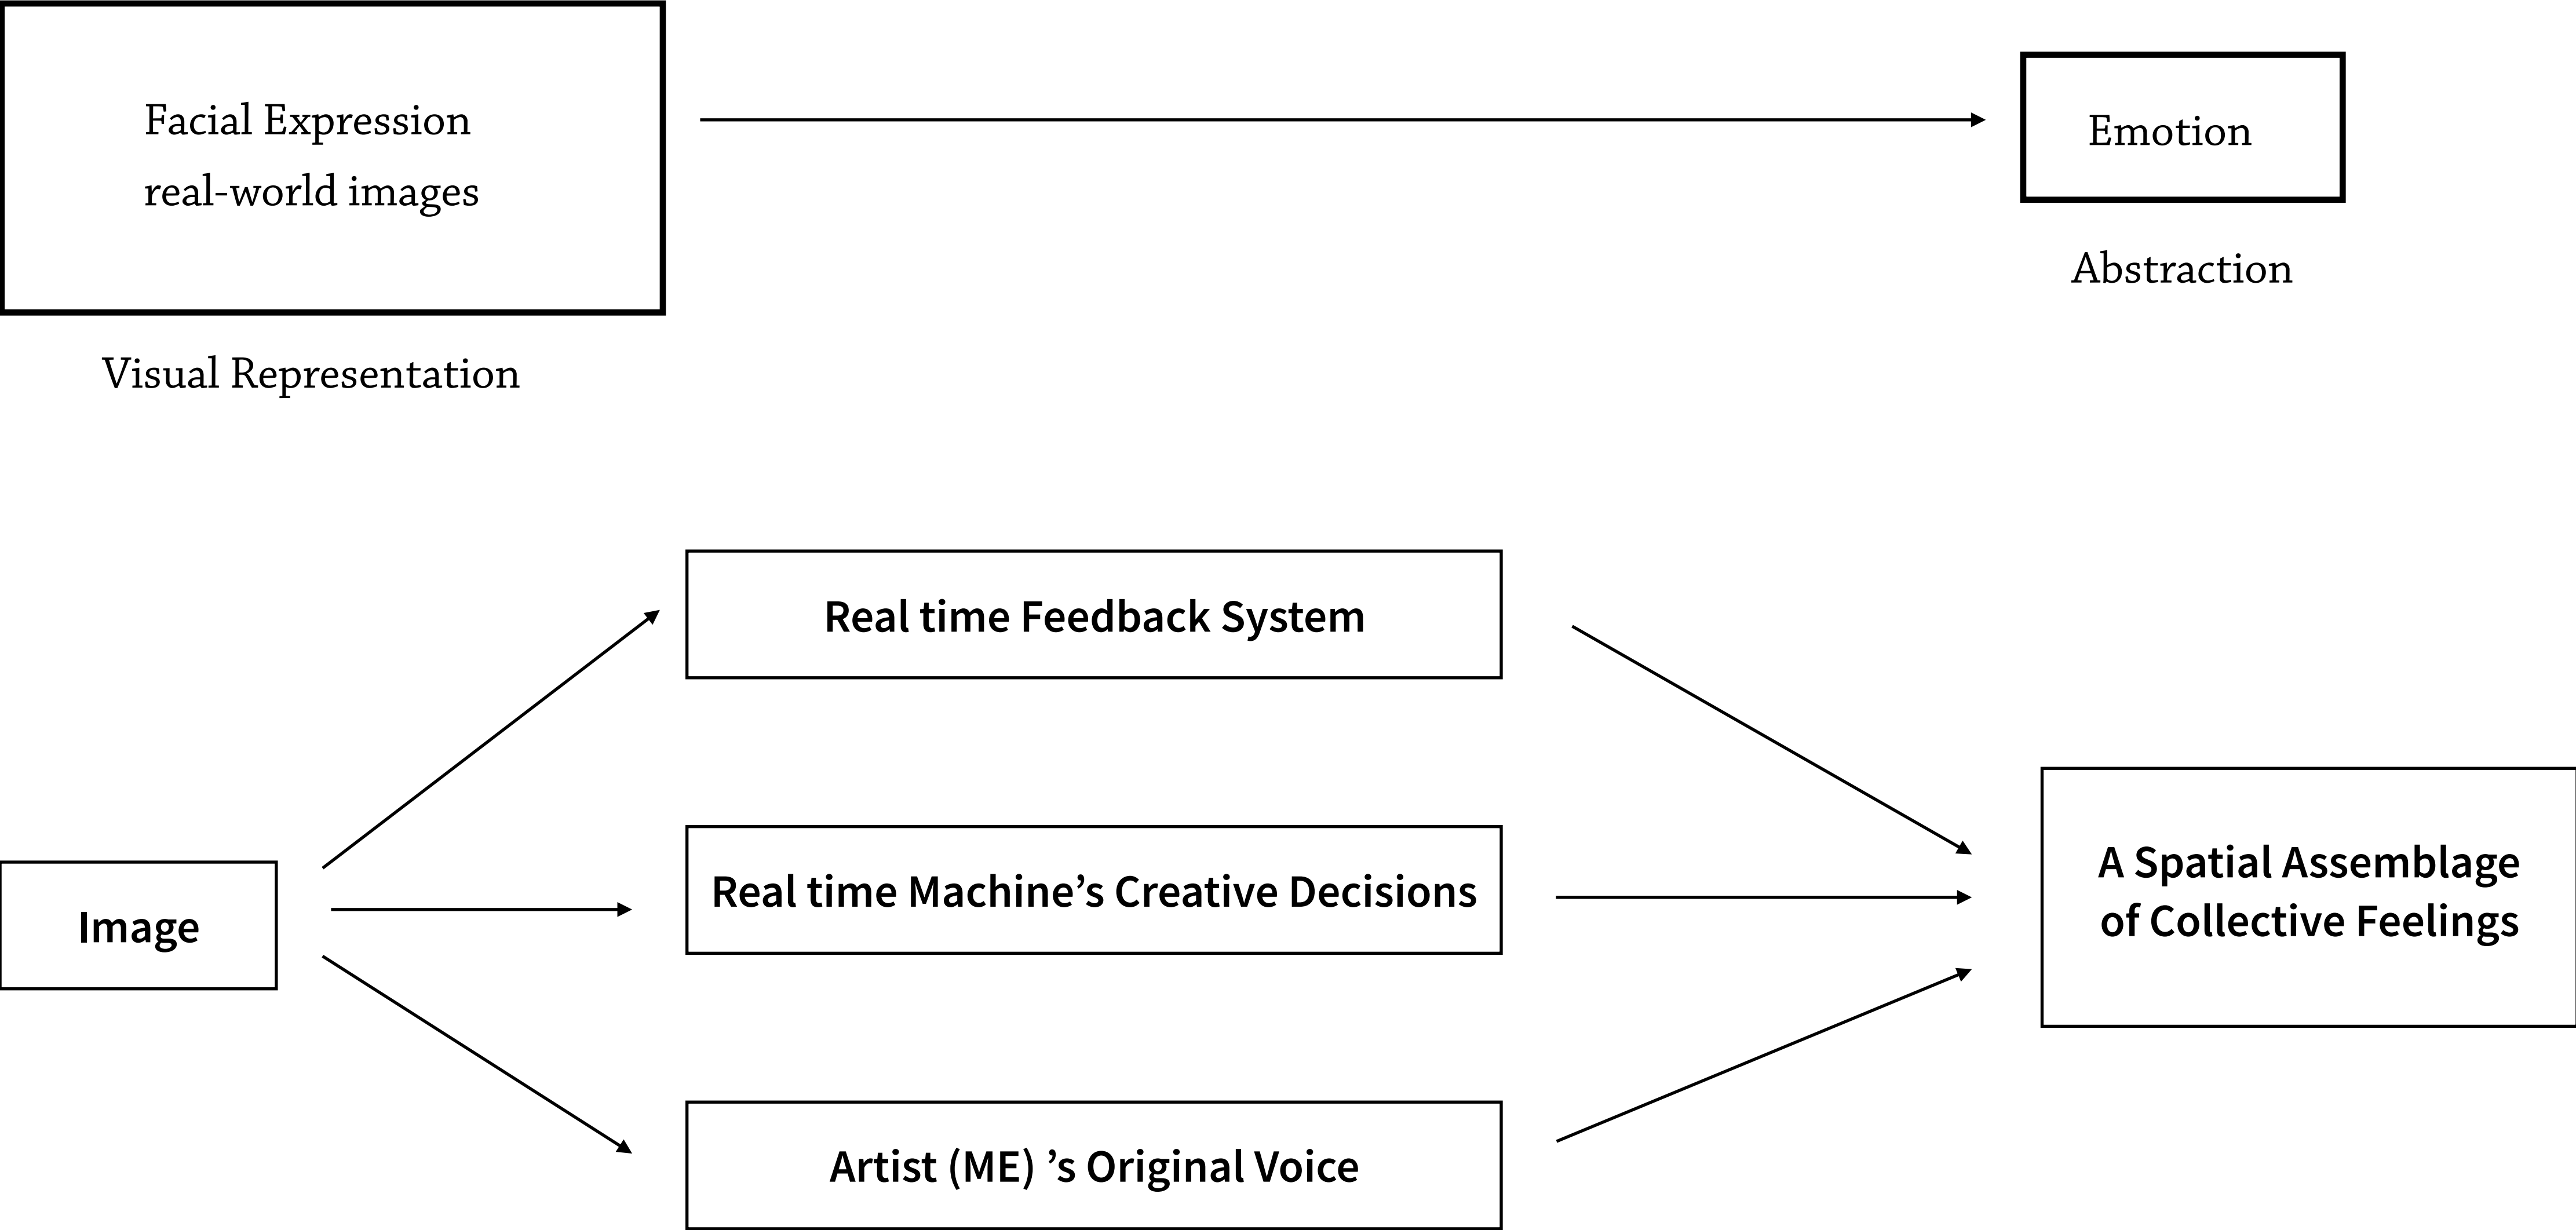 Facial Expression
real-world images
Emotion
Abstraction
Visual Representation
Real time Feedback System
Real time Machine’s Creative Decisions
A Spatial Assemblage
of Collective Feelings
Image
Artist (ME) ’s Original Voice